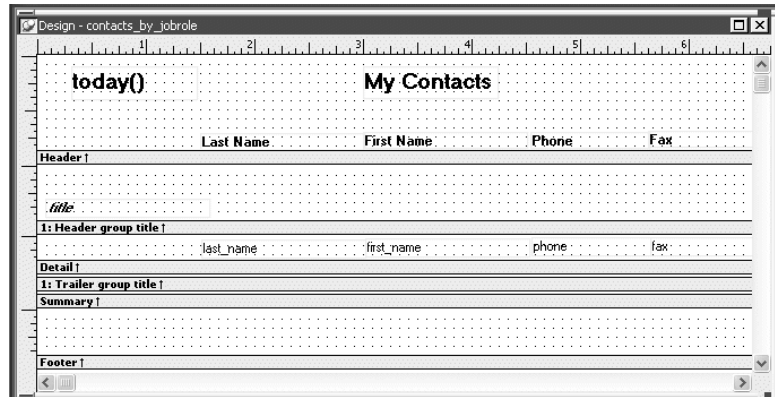 Design - contacts_by_jobrole
1 2 3 4 5 6
today() My Contacts
Last Name First Name Phone Fax
Header ↑
title
1: Header group title ↑
last_name first_name phone fax
Detail ↑
1: Trailer group title ↑
Summary ↑
Footer ↑